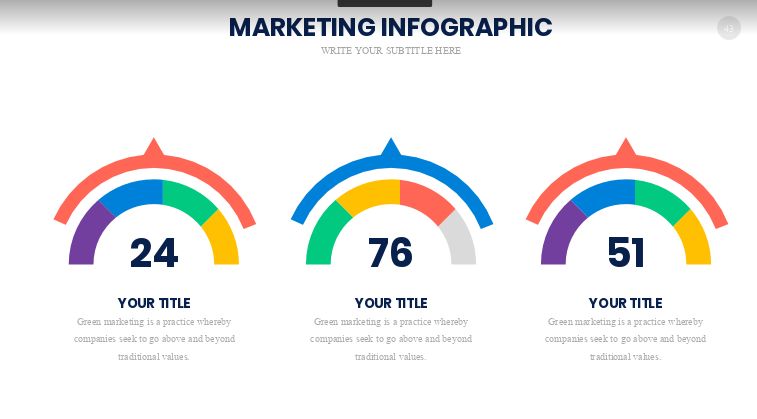 MARKETING INFOGRAPHIC
WRITE YOUR SUBTITLE HERE
24
YOUR TITLE
Green marketing is a practice whereby
companies seek to go above and beyond
traditional values.
76
YOUR TITLE
Green marketing is a practice whereby
companies seek to go above and beyond
traditional values.
51
YOUR TITLE
Green marketing is a practice whereby
companies seek to go above and beyond
traditional values.